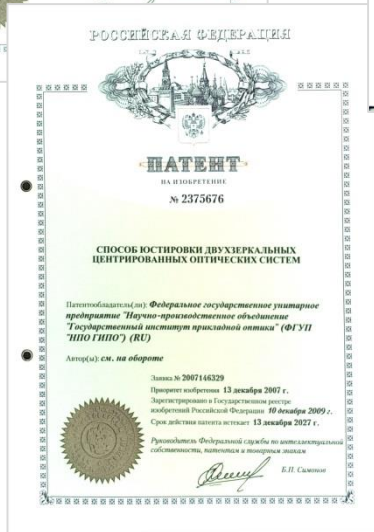 РОССИЙСКАЯ ФЕДЕРАЦИЯ
ПАТЕНТ
НА ИЗОБРЕТЕНИЕ
№ 2375676
СПОСОБ ЮСТИРОВКИ ДВУХЗЕРКАЛЬНЫХ
ЦЕНТРИРОВАННЫХ ОПТИЧЕСКИХ СИСТЕМ
Патентообладатель(ли): Федеральное государственное унитарное
предприятие "Научно-производственное объединение
"Государственный институт прикладной оптики" (ФГУП
"НПО ГИПО") (RU)
Автор(ы): см. на обороте
Заявка № 2007146329
Приоритет изобретения 13 декабря 2007 г.
Зарегистрировано в Государственном реестре
изобретений Российской Федерации 10 декабря 2009 г.
Срок действия патента истекает 13 декабря 2027 г.
Руководитель Федеральной службы по интеллектуальной
собственности, патентам и товарным знакам
Б.П. Симонов